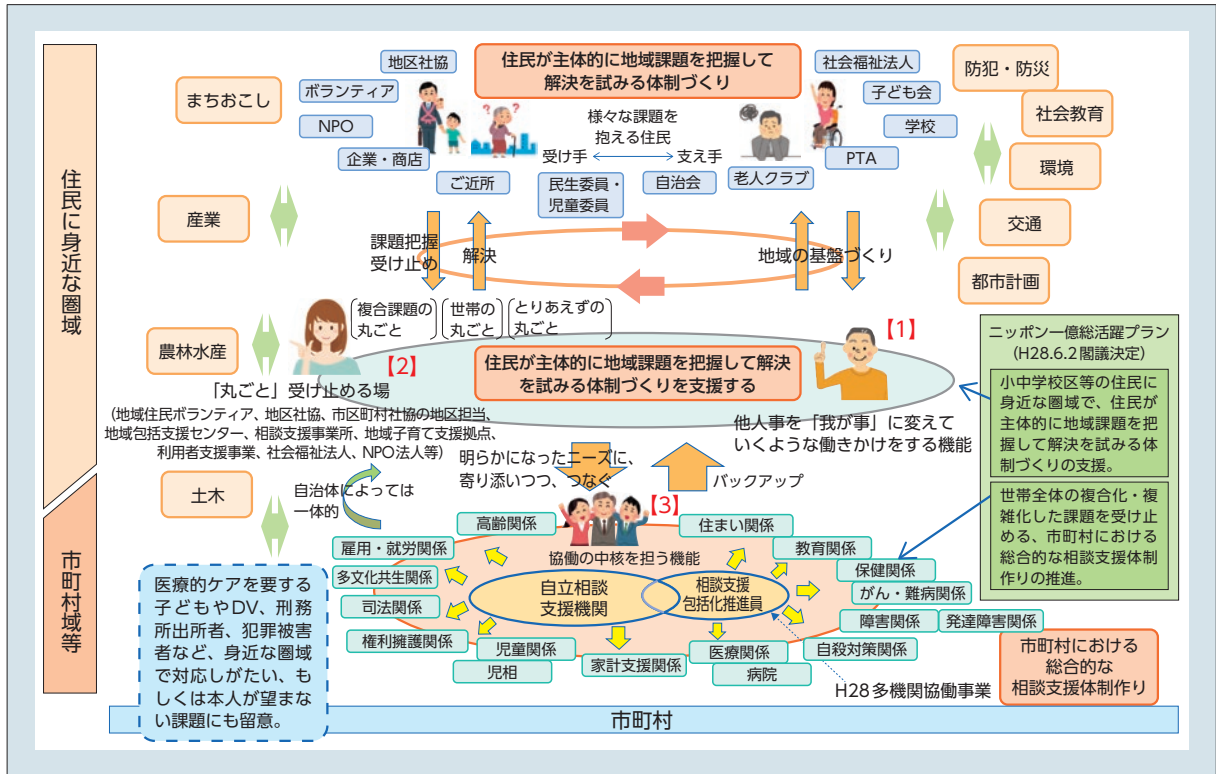 住民に身近な圏域
市町村域等
まちおこし
産業
農林水産
土木
地区社協
ボランティア
NPO
企業・商店
ご近所
住民が主体的に地域課題を把握して
解決を試みる体制づくり
様々な課題を
抱える住民
受け手
支え手
民生委員・
児童委員
自治会
老人クラブ
社会福祉法人
子ども会
学校
PTA
防犯・防災
社会教育
環境
交通
都市計画
課題把握
受け止め
解決
地域の基盤づくり
複合課題の
丸ごと
世帯の
丸ごと
とりあえずの
丸ごと
【2】
【1】
住民が主体的に地域課題を把握して解決
を試みる体制づくりを支援する
「丸ごと」受け止める場
(地域住民ボランティア、地区社協、市区町村社協の地区担当、
地域包括支援センター、相談支援事業所、地域子育て支援拠点、
利用者支援事業、社会福祉法人、NPO法人等)
他人事を「我が事」に変えて
いくような働きかけをする機能
ニッポン一億総活躍プラン
(H28.6.2閣議決定)
小中学校区等の住民に
身近な圏域で、住民が
主体的に地域課題を把
握して解決を試みる体
制づくりの支援。
世帯全体の複合化・複
雑化した課題を受け止
める、市町村における
総合的な相談支援体制
作りの推進。
明らかになったニーズに、
寄り添いつつ、つなぐ
バックアップ
自治体によっては
一体的
【3】
協働の中核を担う機能
自立相談
支援機関
相談支援
包括化推進員
高齢関係
雇用・就労関係
多文化共生関係
司法関係
権利擁護関係
児童関係
児相
家計支援関係
医療関係
病院
住まい関係
教育関係
保健関係
がん・難病関係
障害関係
発達障害関係
自殺対策関係
H28多機関協働事業
市町村における
総合的な
相談支援体制作り
医療的ケアを要する
子どもやDV、刑務
所出所者、犯罪被害
者など、身近な圏域
で対応しがたい、も
しくは本人が望まな
い課題にも留意。
市町村